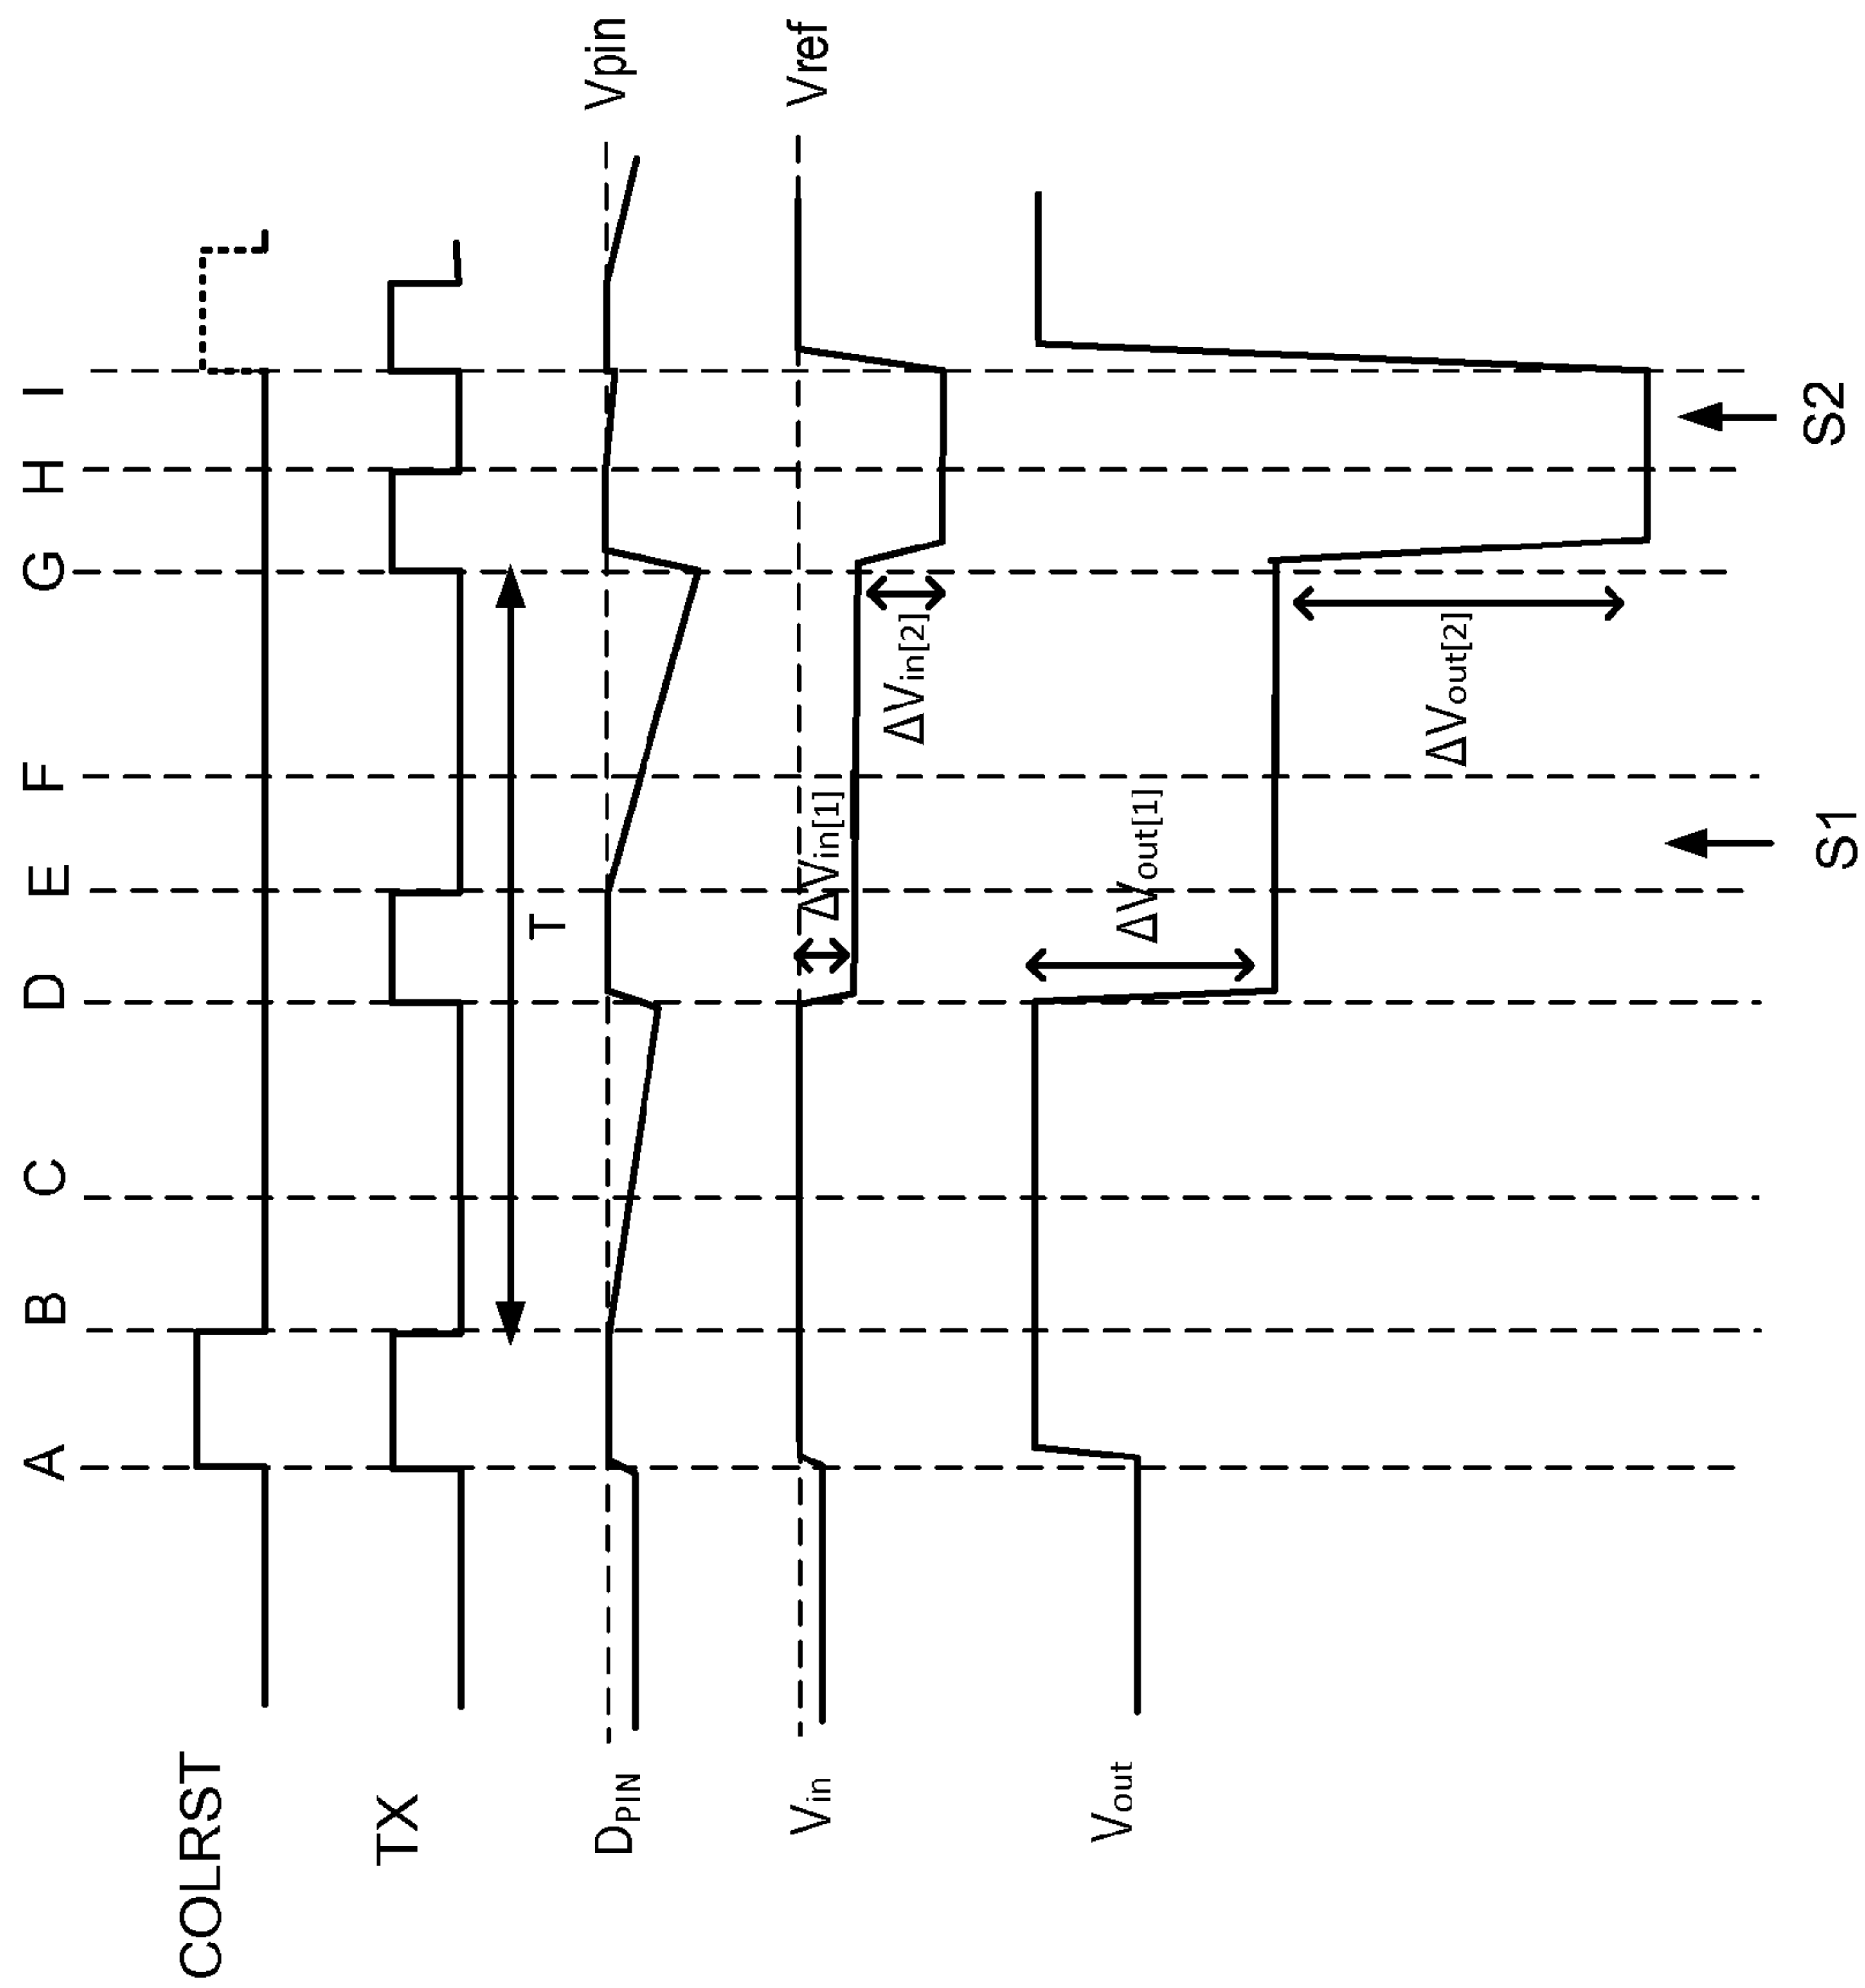 A B C D E F G H I
COLRST
TX
T
DPIN
Vpin
Vin
Vref
ΔVin[1]
ΔVin[2]
Vout
ΔVout[1]
ΔVout[2]
S1
S2